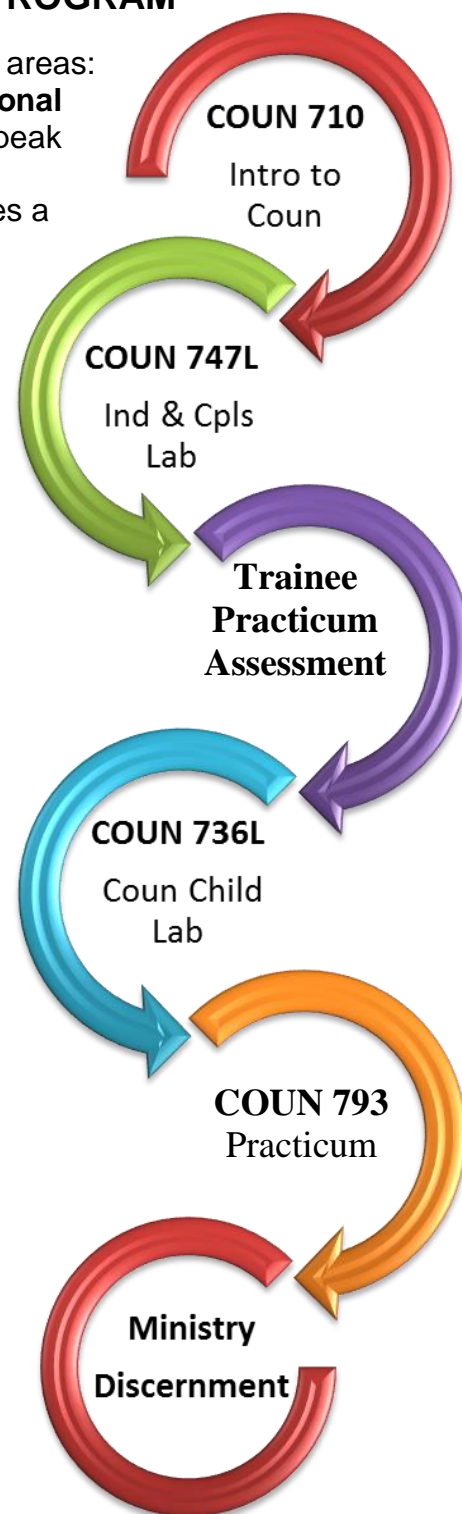 ROGRAM
areas:
onal
peak
es a
COUN 710
Intro to
Coun
COUN 747L
Ind & Cpls
Lab
Trainee
Practicum
Assessment
COUN 736L
Coun Child
Lab
COUN 793
Practicum
Ministry
Discernment